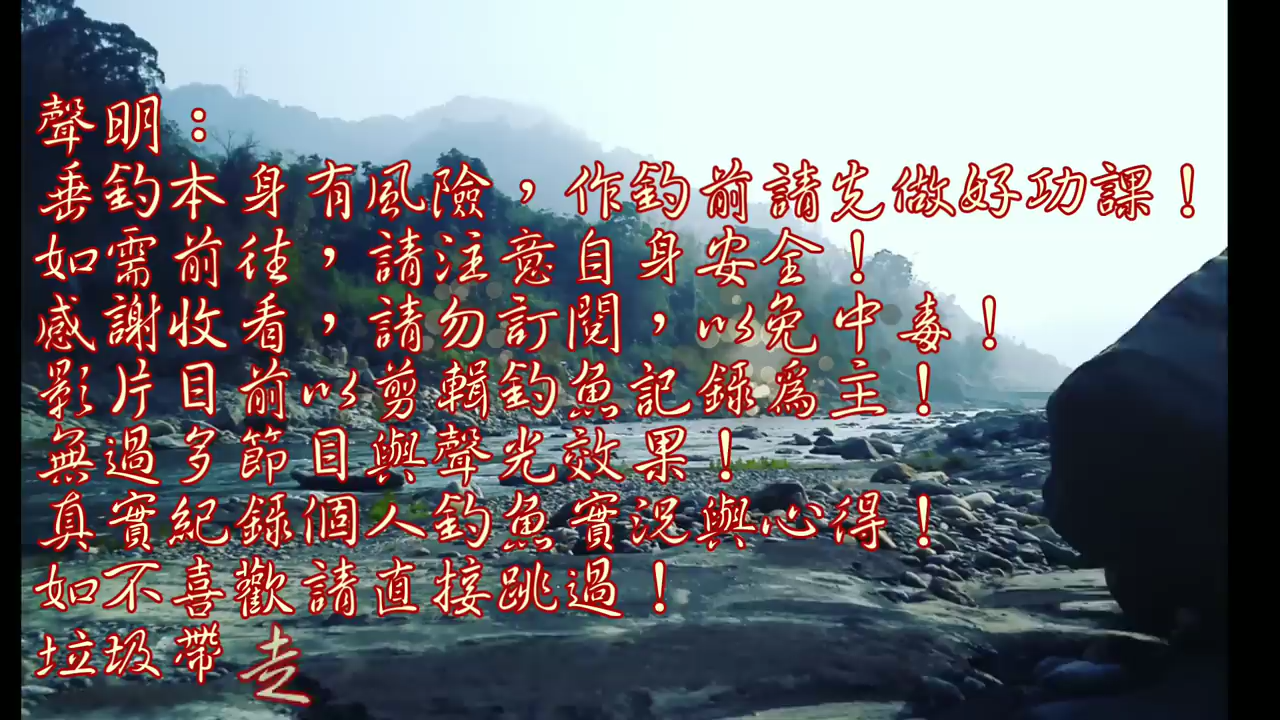 聲明：
垂釣本身有風險，作釣前請先做好功課！
如需前往，請注意自身安全！
感謝收看，請勿訂閱，以免中毒！
影片目前以剪輯釣魚記錄為主！
無過多節目與聲光效果！
真實紀錄個人釣魚實況與心得！
如不喜歡請直接跳過！
垃圾帶走